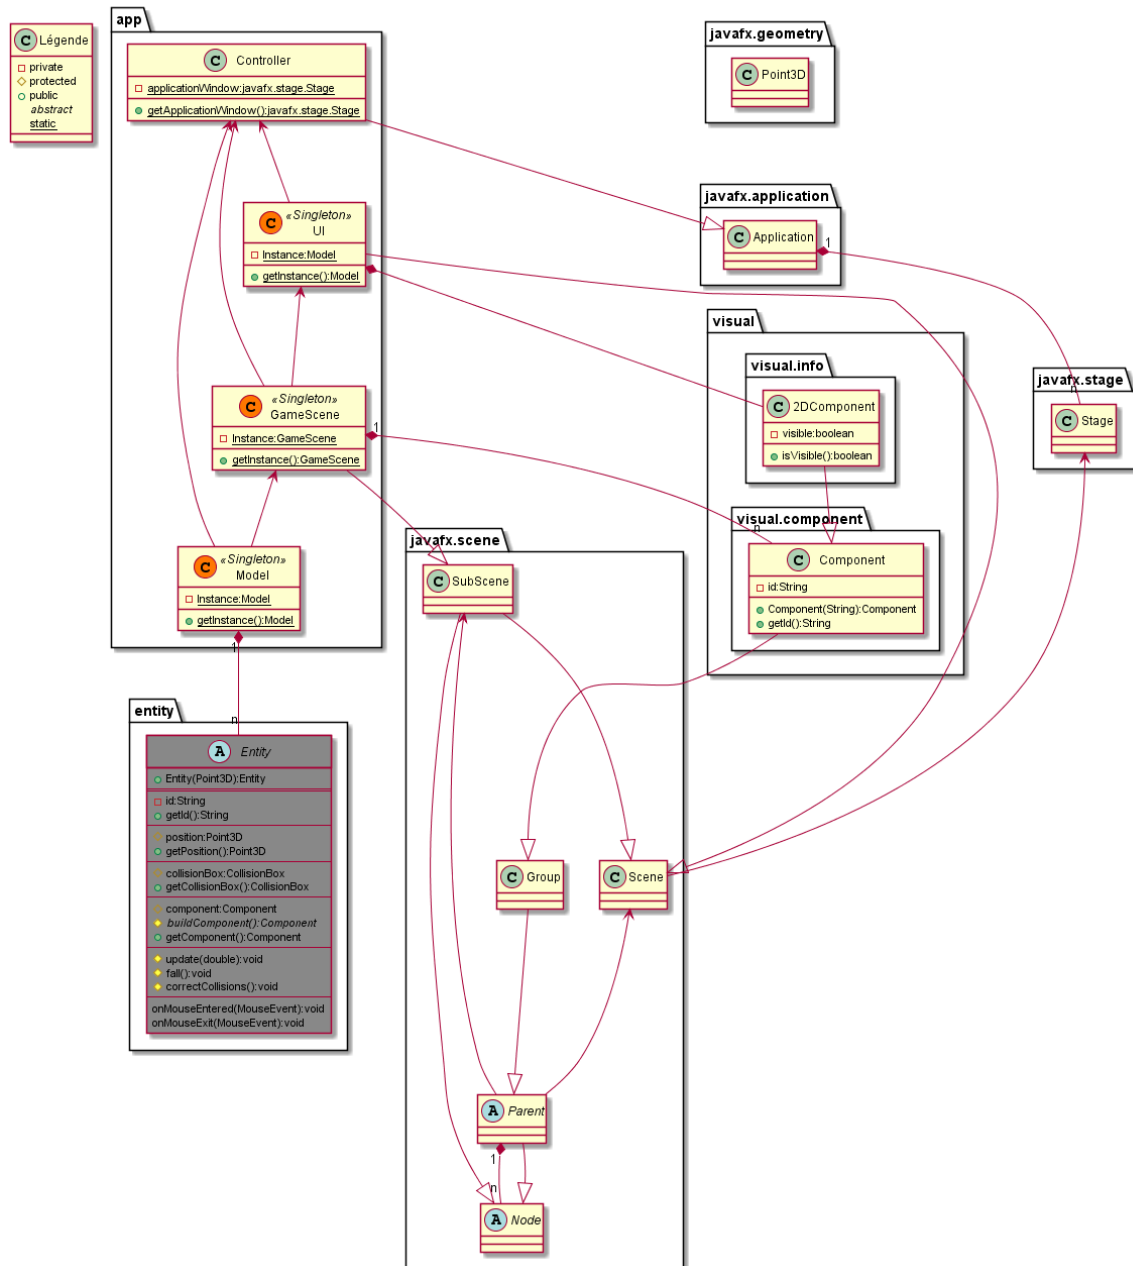 app
javafx.geometry
C Légende
private
protected
public
abstract
static
C Controller
applicationWindow:javafx.stage.Stage
getApplicationWindow():javafx.stage.Stage
C Point3D
javafx.application
C Application
1
C «Singleton»
UI
Instance:Model
getInstance():Model
visual
visual.info
C 2DComponent
visible:boolean
isVisible():boolean
javafx.stage
n
C Stage
C «Singleton»
GameScene
Instance:GameScene
getInstance():GameScene
1
visual.component
n
C Component
id:String
Component(String):Component
getId():String
javafx.scene
C SubScene
C «Singleton»
Model
Instance:Model
getInstance():Model
1
entity
n
A Entity
Entity(Point3D):Entity
id:String
getId():String
position:Point3D
getPosition():Point3D
collisionBox:CollisionBox
getCollisionBox():CollisionBox
component:Component
buildComponent():Component
getComponent():Component
update(double):void
fall():void
correctCollisions():void
onMouseEntered(MouseEvent):void
onMouseExit(MouseEvent):void
C Group
C Scene
A Parent
1
n
A Node